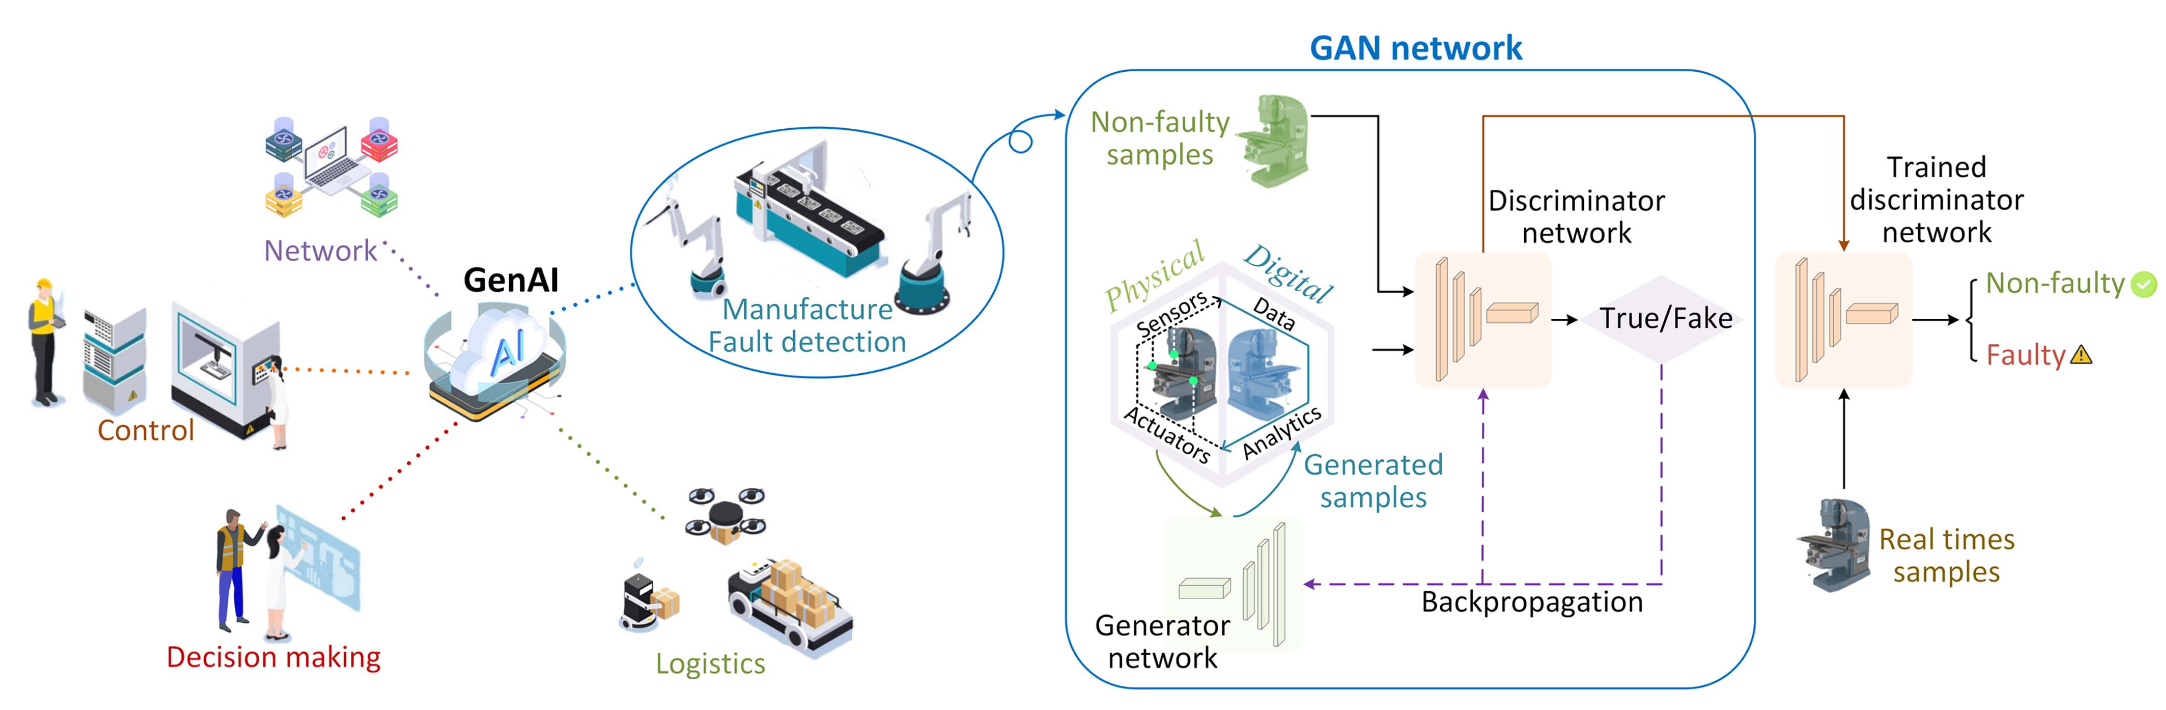 GAN network
Network
GenAI
Control
Decision making
Logistics
Manufacture
Fault detection
Non-faulty
samples
Physical
Digital
Sensors
Data
Actuators
Analytics
Generated
samples
Generator
network
Discriminator
network
True/Fake
Backpropagation
Trained
discriminator
network
Non-faulty
Faulty
Real times
samples
AI